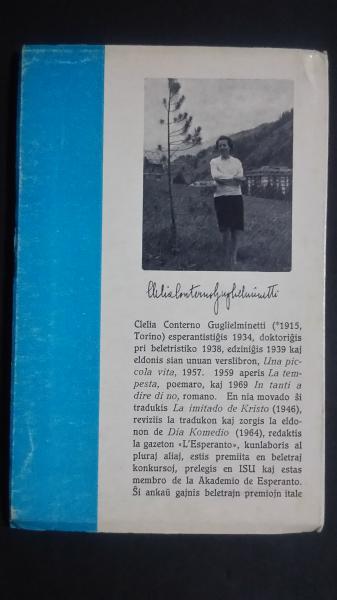 Clelia Conterno Guglielminetti
Clelia Conterno Guglielminetti (*1915,
Torino) esperantistiĝis 1934, doktoriĝis
pri beletristiko 1938, edziniĝis 1939 kaj
eldonis sian unuan verslibron, Una pic-
cola vita, 1957. 1959 aperis La tem-
pesta, poemaro, kaj 1969 In tanti a
dire di no, romano. En nia movado ŝi
tradukis La imitado de Kristo (1946),
reviziis la tradukon kaj zorgis la eldo-
non de Dia Komedio (1964), redaktis
la gazeton «L'Esperanto», kunlaboris al
pluraj aliaj, estis premiita en beletraj
konkursoj, prelegis en ISU kaj estas
membro de la Akademio de Esperanto.
Ŝi ankaŭ gajnis beletrajn premiojn itale